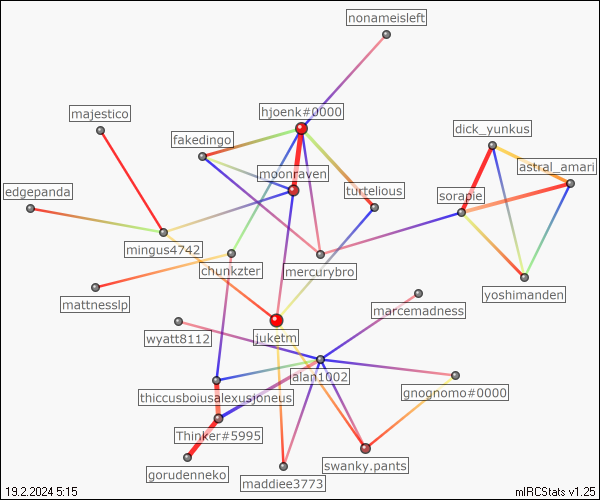 nonameisleft
majestico
hjoenk#0000
fakedingo
dick_yunkus
moonraven
astral_amari
edgepanda
turtelious
sorapie
mingus4742
chunkzter
mercurybro
mattnesslp
yoshimanden
marcemadness
wyatt8112
juketm
alan1002
gnognomo#0000
thiccusboiusalexusjoneus
Thinker#5995
gorudenneko
swanky.pants
maddiee3773
19.2.2024 5:15
mIRCStats v1.25